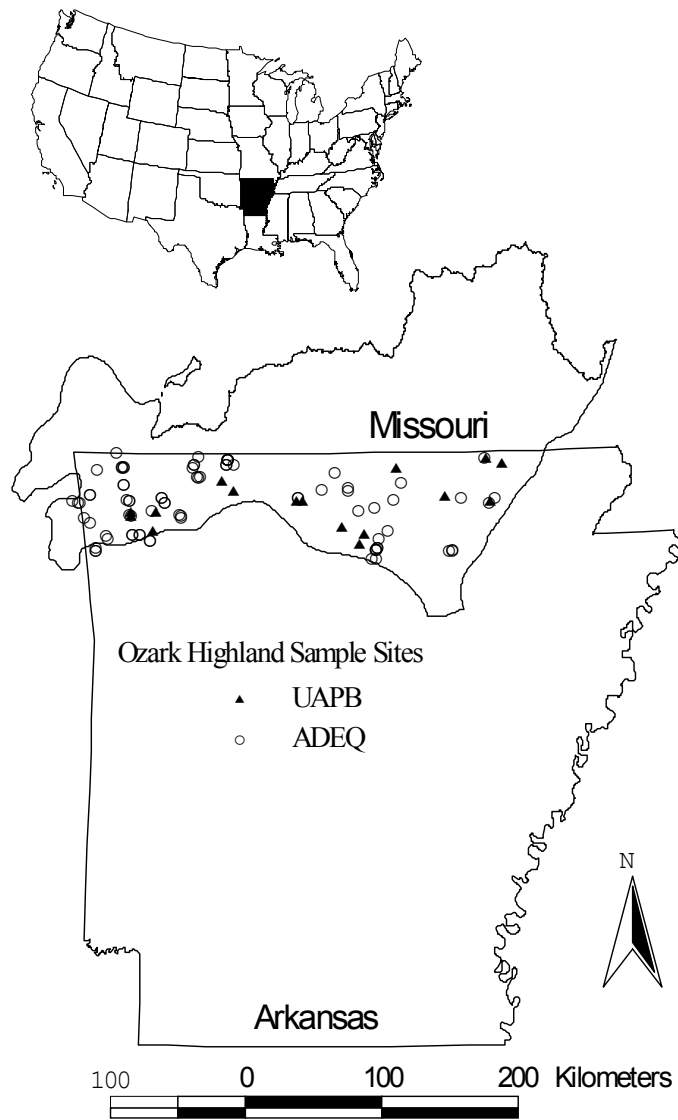 Missouri
Ozark Highland Sample Sites
UAPB
ADEQ
N
Arkansas
100 0 100 200 Kilometers